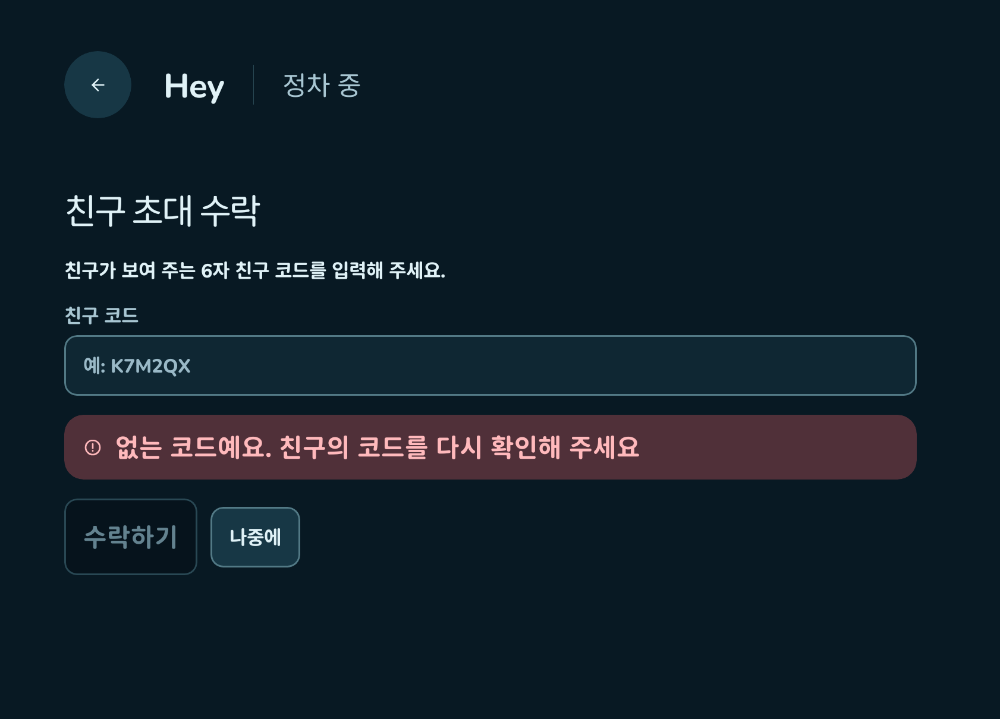 Hey
정차 중
친구 초대 수락
친구가 보여 주는 6자 친구 코드를 입력해 주세요.
친구 코드
예: K7M2QX
없는 코드예요. 친구의 코드를 다시 확인해 주세요
수락하기
나중에